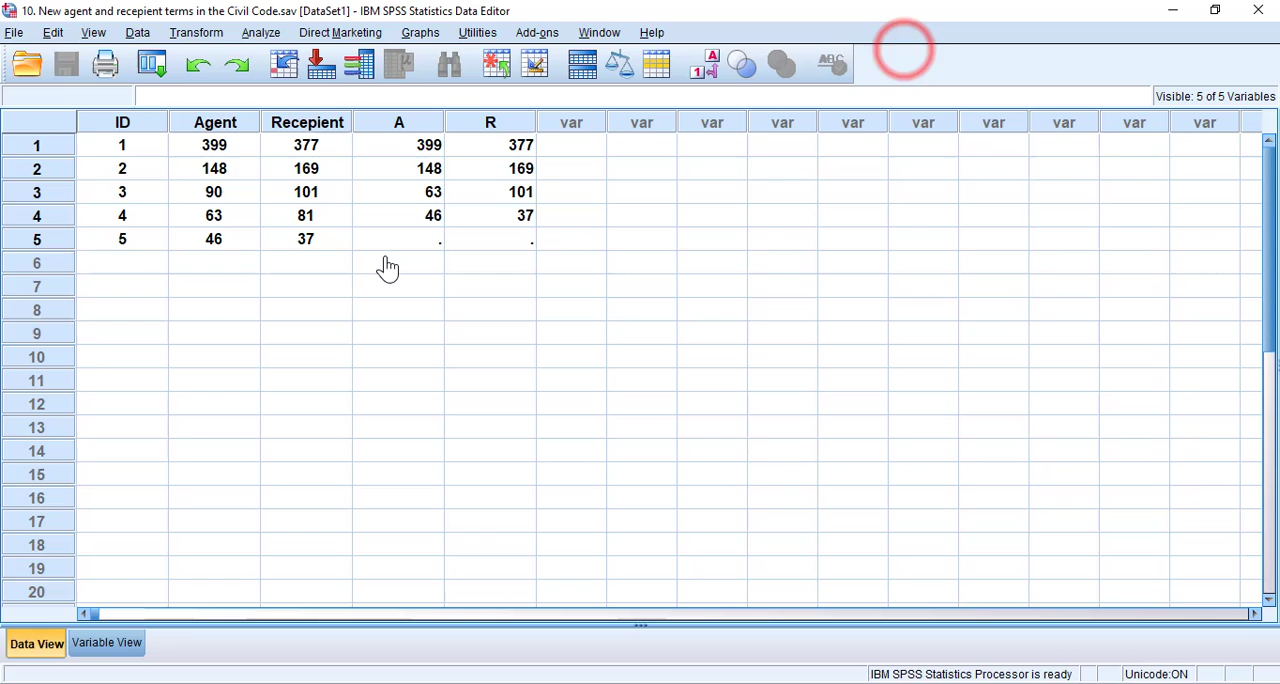 10. New agent and recepient terms in the Civil Code.sav [DataSet1] - IBM SPSS Statistics Data Editor
File Edit View Data Transform Analyze Direct Marketing Graphs Utilities Add-ons Window Help
1 A ABC
Visible: 5 of 5 Variables
ID Agent Recepient A R var var var var var var var var var var
1 1 399 377 399 377
2 2 148 169 148 169
3 3 90 101 63 101
4 4 63 81 46 37
5 5 46 37 . .
6
7
8
9
10
11
12
13
14
15
16
17
18
19
20
Data View Variable View
IBM SPSS Statistics Processor is ready Unicode:ON